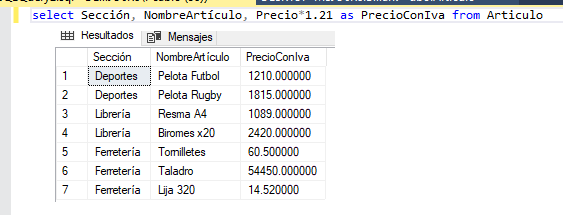 select Sección, NombreArtículo, Precio*1.21 as PrecioConIva from Articulo
Resultados Mensajes
Sección NombreArtículo PrecioConIva
1 Deportes Pelota Futbol 1210.000000
2 Deportes Pelota Rugby 1815.000000
3 Librería Resma A4 1089.000000
4 Librería Biromes x20 2420.000000
5 Ferretería Tornilletes 60.500000
6 Ferretería Taladro 54450.000000
7 Ferretería Lija 320 14.520000